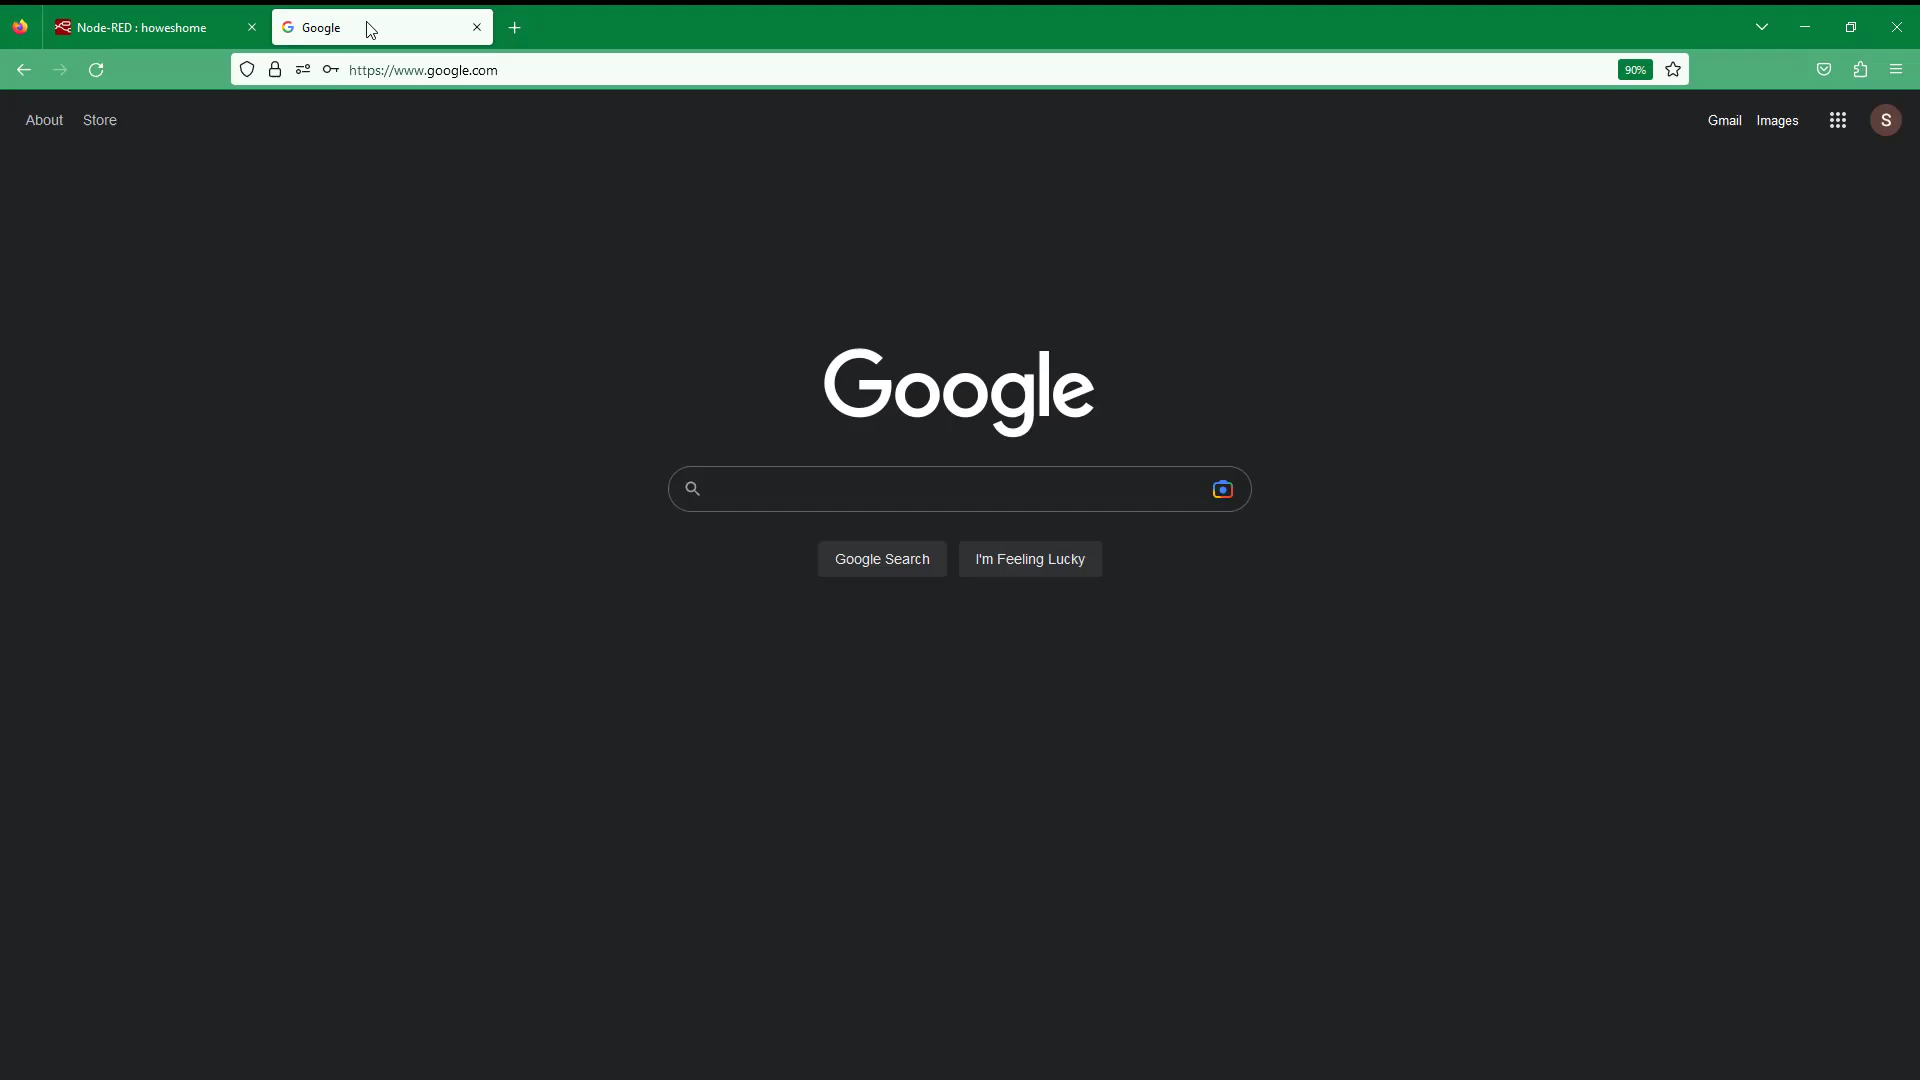 Node-RED : howeshome
Google
https://www.google.com
90%
About
Store
Gmail
Images
S
Google
Google Search
I'm Feeling Lucky